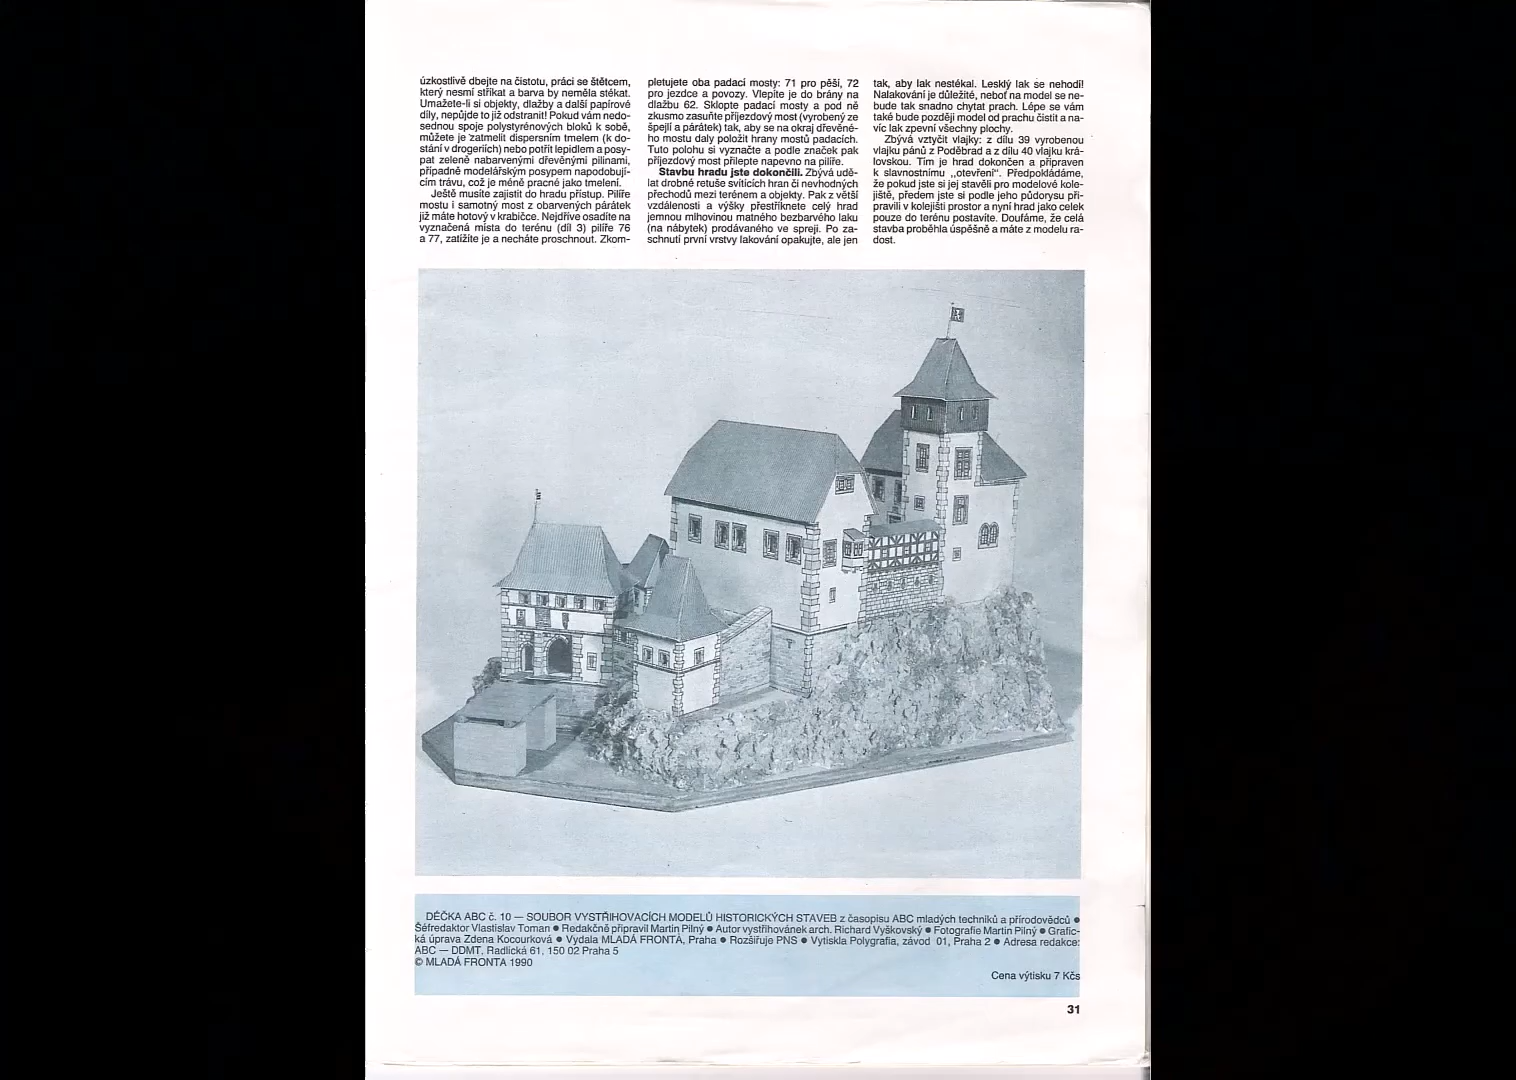 úzkostlivě dbejte na čistotu, práci se štětcem,
který nesmí stříkat a barva by neměla stékat.
Umažete-li si objekty, dlažby a další papírové
díly, nepůjde to již odstranit! Pokud vám nedo-
sednou spoje polystyrénových bloků k sobě,
můžete je zatmelit dispersním tmelem (k do-
stání v drogeriích) nebo potřít lepidlem a posy-
pat zeleně nabarvenými dřevěnými pilinami,
případně modelářským posypem napodobují-
cím trávu, což je méně pracné jako tmelení.
Ještě musíte zajistit do hradu přístup. Pilíře
mostu i samotný most z obarvených párátek
již máte hotový v krabičce. Nejdříve osadíte na
vyznačená místa do terénu (díl 3) pilíře 76
a 77, zatížíte je a necháte proschnout. Zkom-
pletujete oba padací mosty: 71 pro pěší, 72
pro jezdce a povozy. Vlepíte je do brány na
dlažbu 62. Sklopte padací mosty a pod ně
zkusmo zasuňte příjezdový most (vyrobený ze
špejlí a párátek) tak, aby se na okraj dřevěné-
ho mostu daly položit hrany mostů padacích.
Tuto polohu si vyznačte a podle značek pak
příjezdový most přilepte napevno na pilíře.
Stavbu hradu jste dokončili. Zbývá udě-
lat drobné retuše svítících hran či nevhodných
přechodů mezi terénem a objekty. Pak z větší
vzdálenosti a výšky přestříknete celý hrad
jemnou mlhovinou matného bezbarvého laku
(na nábytek) prodávaného ve spreji. Po za-
schnutí první vrstvy lakování opakujte, ale jen
tak, aby lak nestékal. Lesklý lak se nehodí!
Nalakování je důležité, neboť na model se ne-
bude tak snadno chytat prach. Lépe se vám
také bude později model od prachu čistit a na-
víc lak zpevní všechny plochy.
Zbývá vztyčit vlajky: z dílu 39 vyrobenou
vlajku pánů z Poděbrad a z dílu 40 vlajku krá-
lovskou. Tím je hrad dokončen a připraven
k slavnostnímu „otevření“. Předpokládáme,
že pokud jste si jej stavěli pro modelové kole-
jiště, předem jste si podle jeho půdorysu při-
pravili v kolejišti prostor a nyní hrad jako celek
pouze do terénu postavíte. Doufáme, že celá
stavba proběhla úspěšně a máte z modelu ra-
dost.
DÉČKA ABC č. 10 — SOUBOR VYSTŘIHOVACÍCH MODELŮ HISTORICKÝCH STAVEB z časopisu ABC mladých techniků a přírodovědců ●
Šéfredaktor Vlastislav Toman ● Redakčně připravil Martin Pilný ● Autor vystřihovánek arch. Richard Vyškovský ● Fotografie Martin Pilný ● Grafic-
ká úprava Zdena Kocourková ● Vydala MLADÁ FRONTA, Praha ● Rozšiřuje PNS ● Vytiskla Polygrafia, závod 01, Praha 2 ● Adresa redakce:
ABC — DDMT, Radlická 61, 150 02 Praha 5
© MLADÁ FRONTA 1990
Cena výtisku 7 Kčs
31